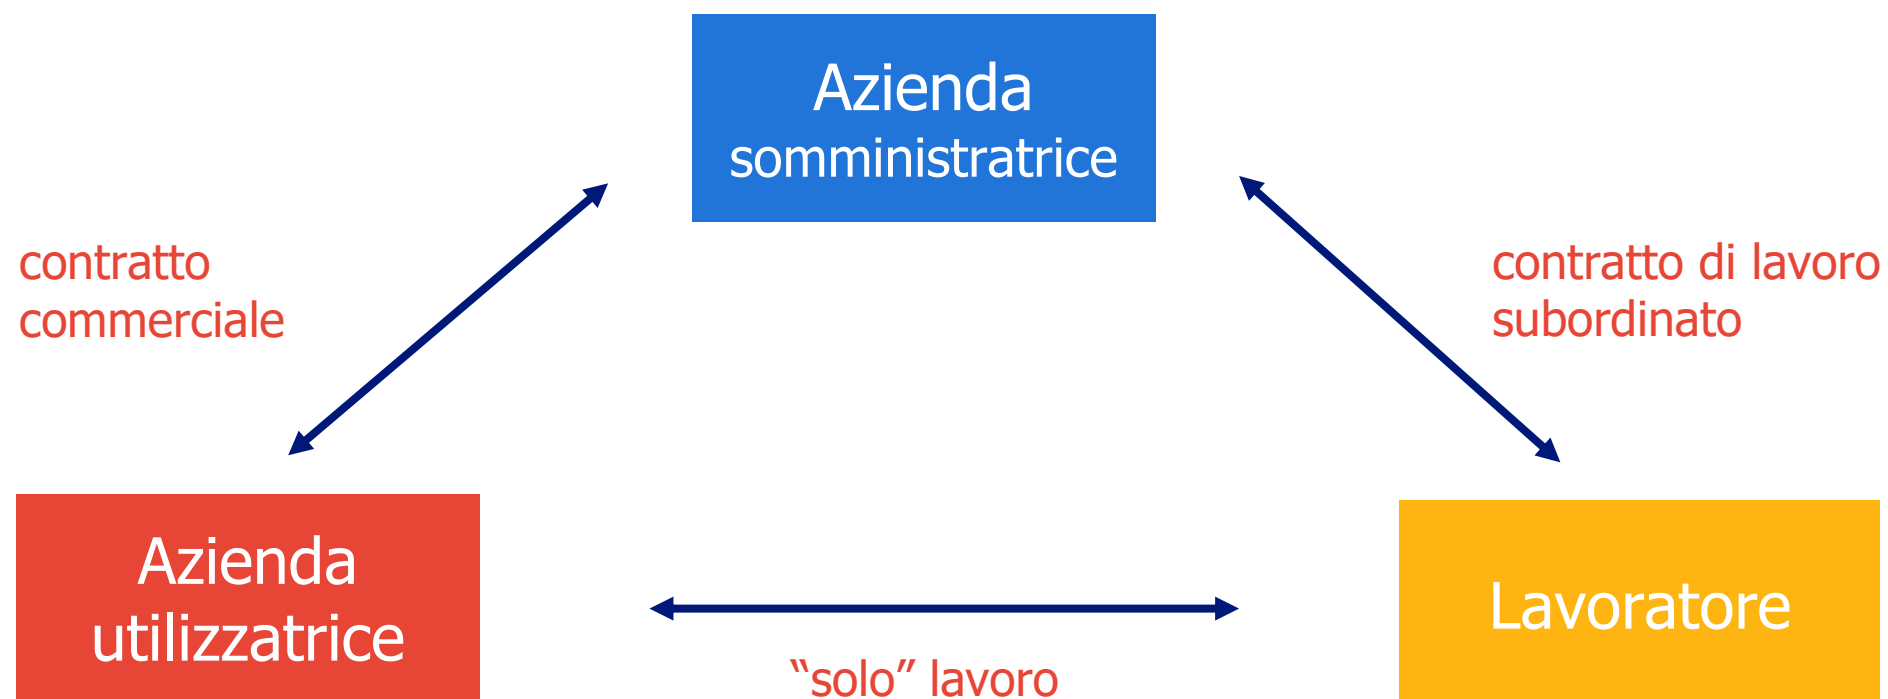 Azienda
somministratrice
contratto
commerciale
contratto di lavoro
subordinato
Azienda
utilizzatrice
Lavoratore
“solo” lavoro